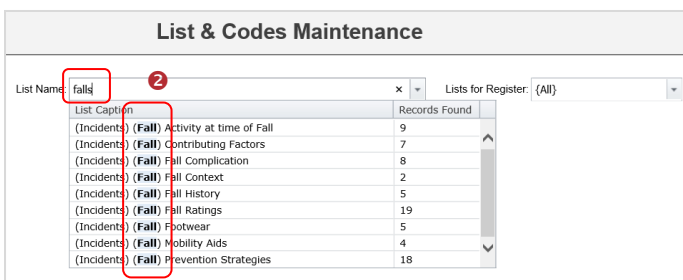 List & Codes Maintenance
List Name: falls 2 × Lists for Register: {All}
List Caption Records Found
(Incidents) (Fall) Activity at time of Fall 9
(Incidents) (Fall) Contributing Factors 7
(Incidents) (Fall) Fall Complication 8
(Incidents) (Fall) Fall Context 2
(Incidents) (Fall) Fall History 5
(Incidents) (Fall) Fall Ratings 19
(Incidents) (Fall) Footwear 5
(Incidents) (Fall) Mobility Aids 4
(Incidents) (Fall) Prevention Strategies 18